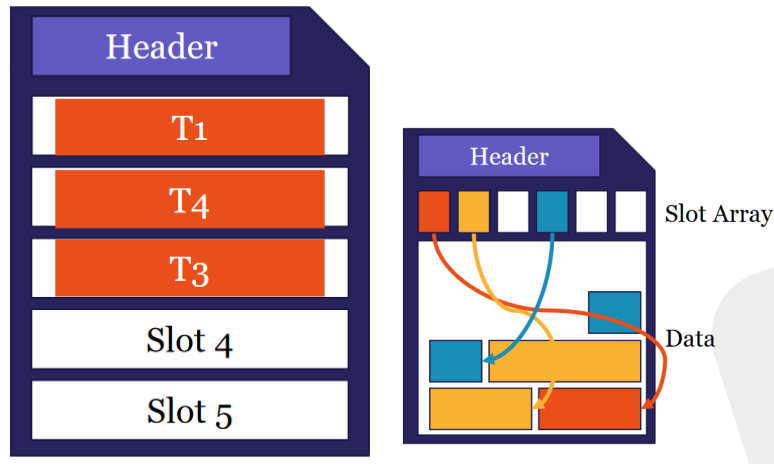 Header
T1
T4
T3
Slot 4
Slot 5
Header
Slot Array
Data